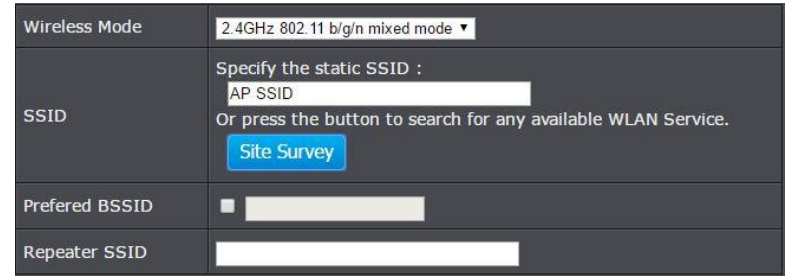 Wireless Mode
2.4GHz 802.11 b/g/n mixed mode
SSID
Specify the static SSID :
AP SSID
Or press the button to search for any available WLAN Service.
Site Survey
Prefered BSSID
Repeater SSID